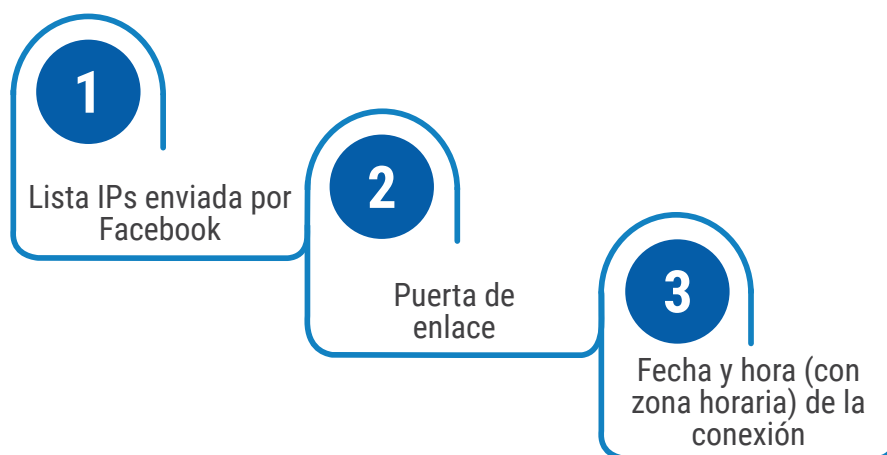 1
Lista IPs enviada por
Facebook
2
Puerta de
enlace
3
Fecha y hora (con
zona horaria) de la
conexión